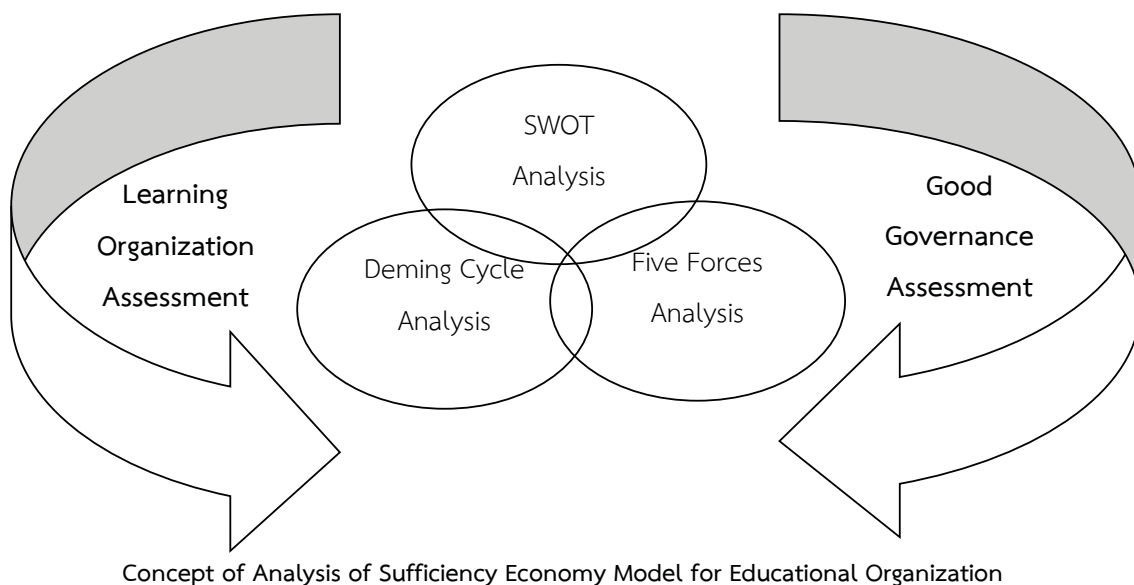 SWOT
Analysis
Learning
Organization
Assessment
Deming Cycle
Analysis
Five Forces
Analysis
Good
Governance
Assessment
Concept of Analysis of Sufficiency Economy Model for Educational Organization